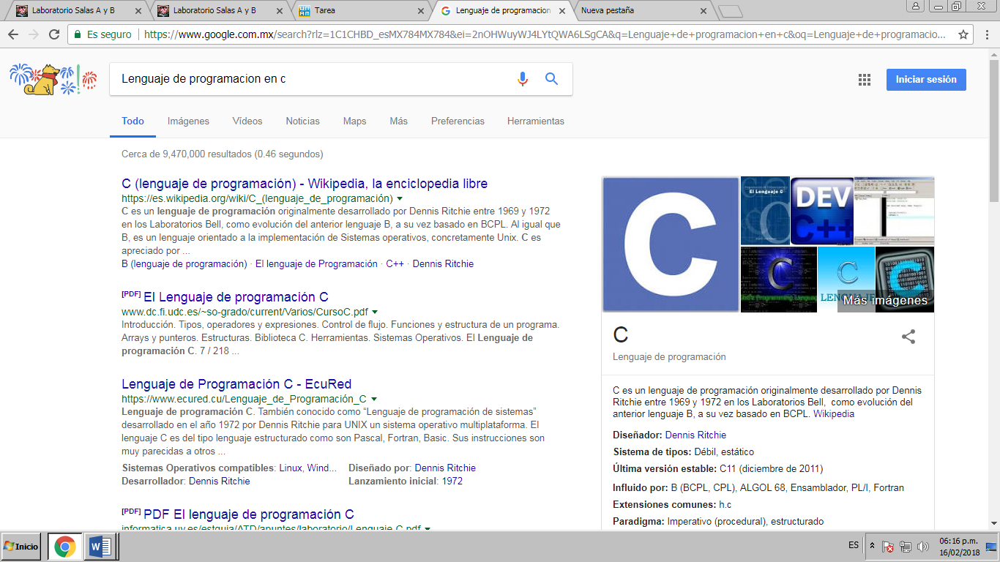 Laboratorio Salas A y B
Laboratorio Salas A y B
Tarea
Lenguaje de programacion
Nueva pestaña
Es seguro
https://www.google.com.mx/search?rlz=1C1CHBD_esMX784MX784&ei=2nOHWuyWJ4LYtQWA6LSgCA&q=Lenguaje+de+programacion+en+c&oq=Lenguaje+de+programacio...
Lenguaje de programacion en c
Iniciar sesión
Todo Imágenes Vídeos Noticias Maps Más Preferencias Herramientas
Cerca de 9,470,000 resultados (0.46 segundos)
C (lenguaje de programación) - Wikipedia, la enciclopedia libre
https://es.wikipedia.org/wiki/C_(lenguaje_de_programación)
C es un lenguaje de programación originalmente desarrollado por Dennis Ritchie entre 1969 y 1972
en los Laboratorios Bell, como evolución del anterior lenguaje B, a su vez basado en BCPL. Al igual que
B, es un lenguaje orientado a la implementación de Sistemas operativos, concretamente Unix. C es
apreciado por ...
B (lenguaje de programación) · El lenguaje de Programación · C++ · Dennis Ritchie
[PDF] El Lenguaje de programación C
www.dc.fi.udc.es/~so-grado/current/Varios/CursoC.pdf
Introducción. Tipos, operadores y expresiones. Control de flujo. Funciones y estructura de un programa.
Arrays y punteros. Estructuras. Biblioteca C. Herramientas. Sistemas Operativos. El Lenguaje de
programación C. 7 / 218 ...
Lenguaje de Programación C - EcuRed
https://www.ecured.cu/Lenguaje_de_Programación_C
Lenguaje de programación C. También conocido como “Lenguaje de programación de sistemas”
desarrollado en el año 1972 por Dennis Ritchie para UNIX un sistema operativo multiplataforma. El
lenguaje C es del tipo lenguaje estructurado como son Pascal, Fortran, Basic. Sus instrucciones son
muy parecidas a otros ...
Sistemas Operativos compatibles: Linux, Wind... Diseñado por: Dennis Ritchie
Desarrollador: Dennis Ritchie Lanzamiento inicial: 1972
[PDF] PDF El lenguaje de programación C
informatica.uv.es/estguia/ATD/apuntes/laboratorio/Lenguaje-C.pdf
C
El Lenguaje C
DEV
C++
C
C
LENGUAJE
C
Más imágenes
C
Lenguaje de programación
C es un lenguaje de programación originalmente desarrollado por Dennis
Ritchie entre 1969 y 1972 en los Laboratorios Bell, como evolución del
anterior lenguaje B, a su vez basado en BCPL. Wikipedia
Diseñador: Dennis Ritchie
Sistema de tipos: Débil, estático
Última versión estable: C11 (diciembre de 2011)
Influido por: B (BCPL, CPL), ALGOL 68, Ensamblador, PL/I, Fortran
Extensiones comunes: h.c
Paradigma: Imperativo (procedural), estructurado
Inicio
ES
06:16 p.m.
16/02/2018